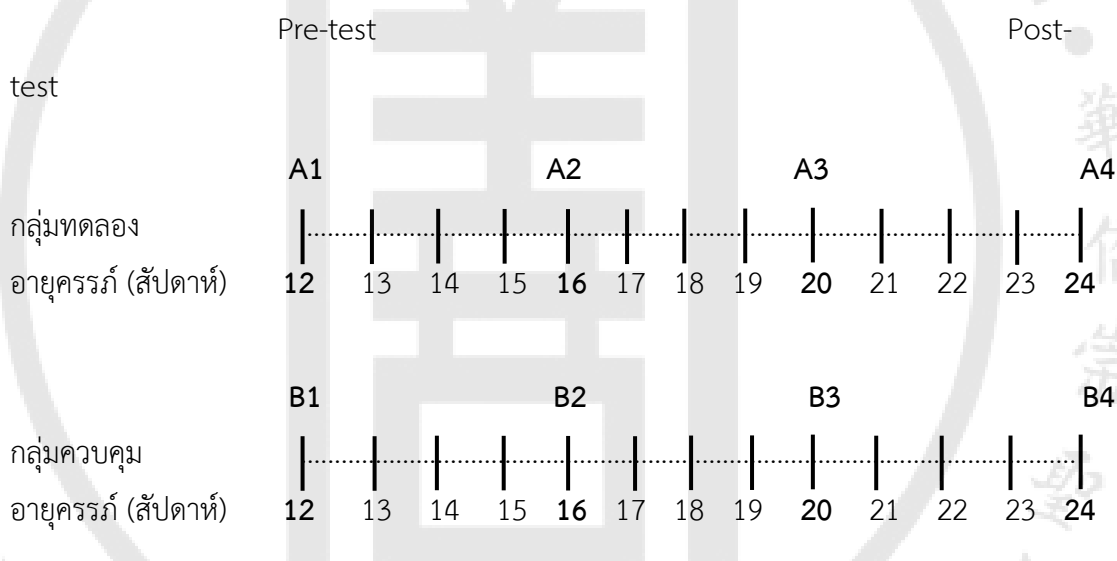 Pre-test Post-
test
A1 A2 A3 A4
กลุ่มทดลอง
อายุครรภ์ (สัปดาห์) 12 13 14 15 16 17 18 19 20 21 22 23 24
B1 B2 B3 B4
กลุ่มควบคุม
อายุครรภ์ (สัปดาห์) 12 13 14 15 16 17 18 19 20 21 22 23 24